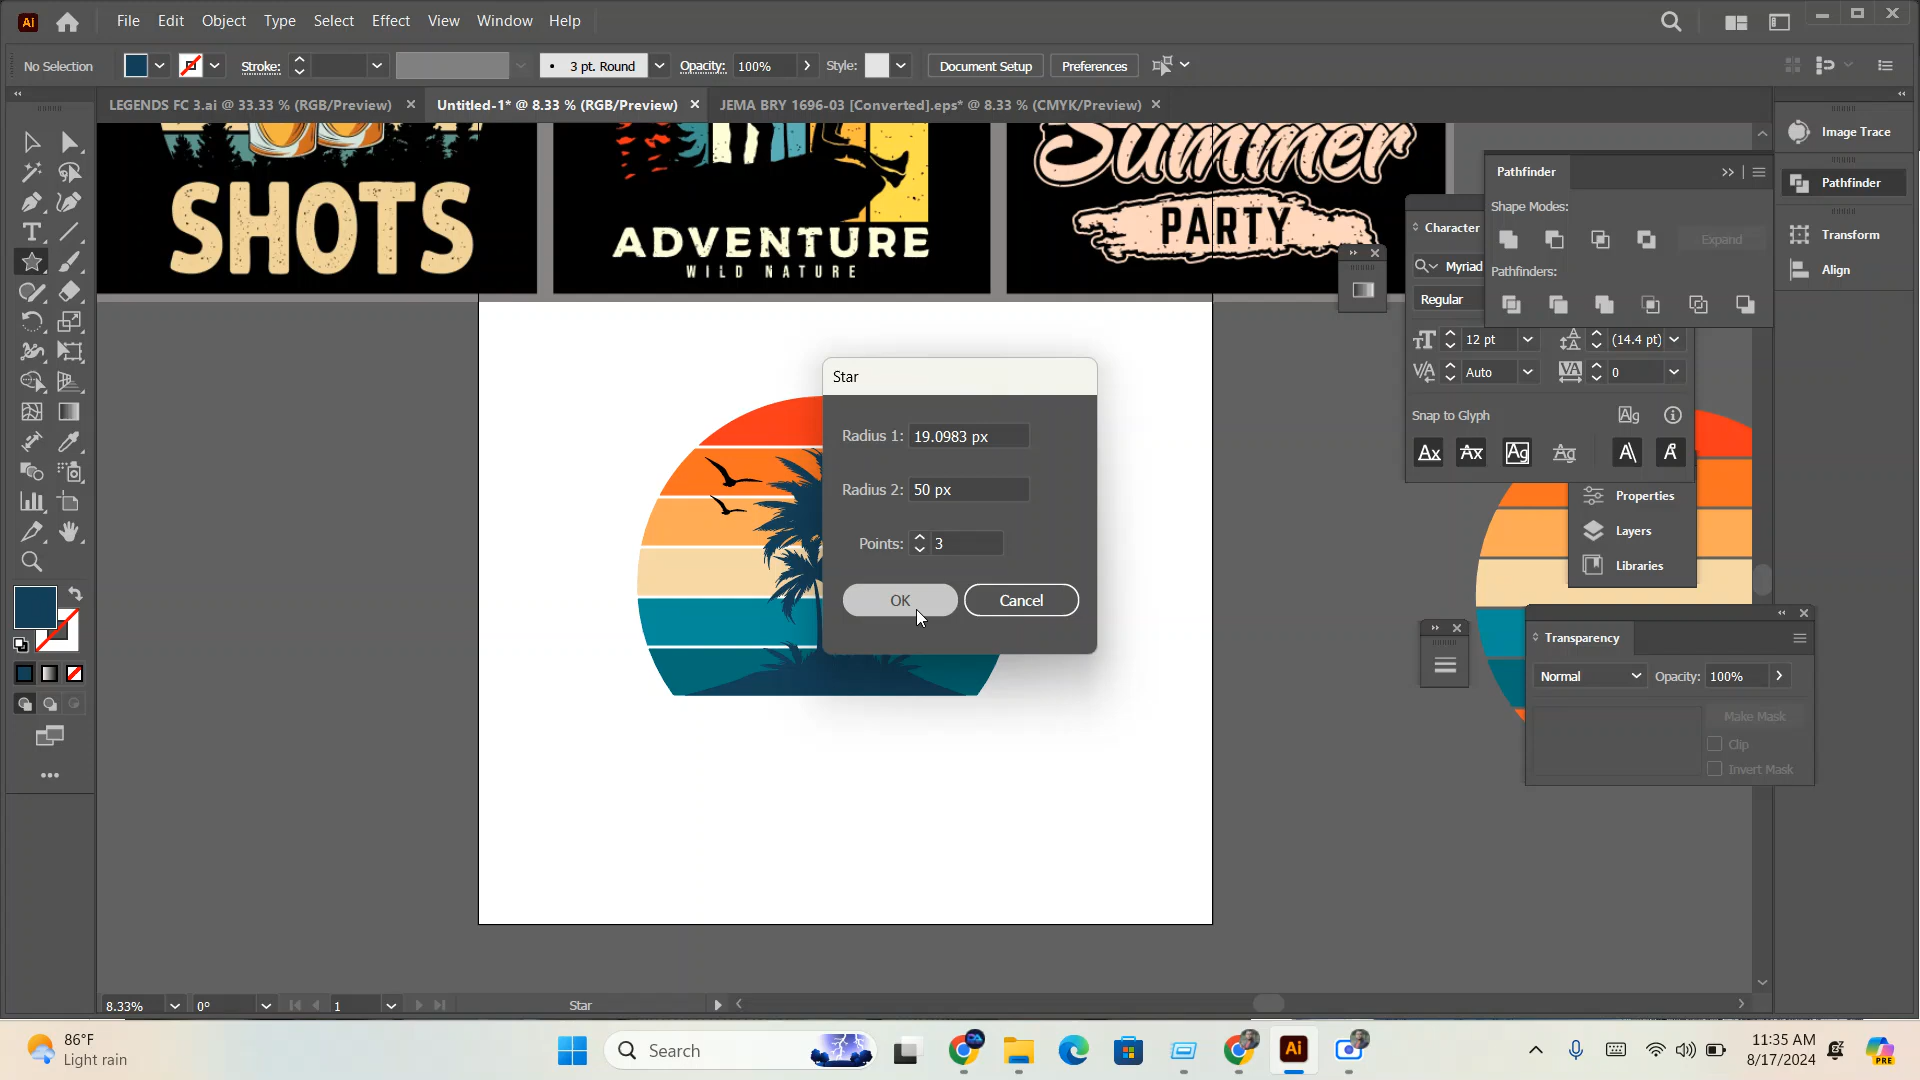 Ai
File Edit Object Type Select Effect View Window Help
No Selection
Stroke:
3 pt. Round
Opacity: 100%
Style:
Document Setup
Preferences
LEGENDS FC 3.ai @ 33.33 % (RGB/Preview)
Untitled-1* @ 8.33 % (RGB/Preview)
JEMA BRY 1696-03 [Converted].eps* @ 8.33 % (CMYK/Preview)
SHOTS
ADVENTURE
WILD NATURE
Summer
PARTY
Image Trace
Pathfinder
Transform
Align
Pathfinder
Shape Modes:
Expand
Pathfinders:
Character
Myriad
Regular
12 pt
(14.4 pt)
Auto
0
Snap to Glyph
Properties
Layers
Libraries
Transparency
Normal
Opacity: 100%
Make Mask
Clip
Invert Mask
Star
Radius 1: 19.0983 px
Radius 2: 50 px
Points: 3
OK
Cancel
8.33%
0°
1
Star
86°F
Light rain
Search
Ai
11:35 AM
8/17/2024
PRE